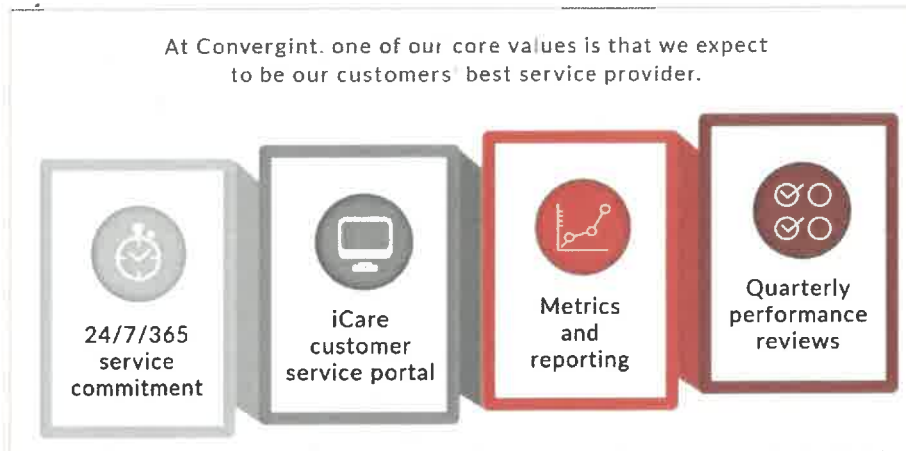 At Convergint. one of our core values is that we expect
to be our customers' best service provider.
24/7/365
service
commitment
iCare
customer
service portal
Metrics
and
reporting
Quarterly
performance
reviews